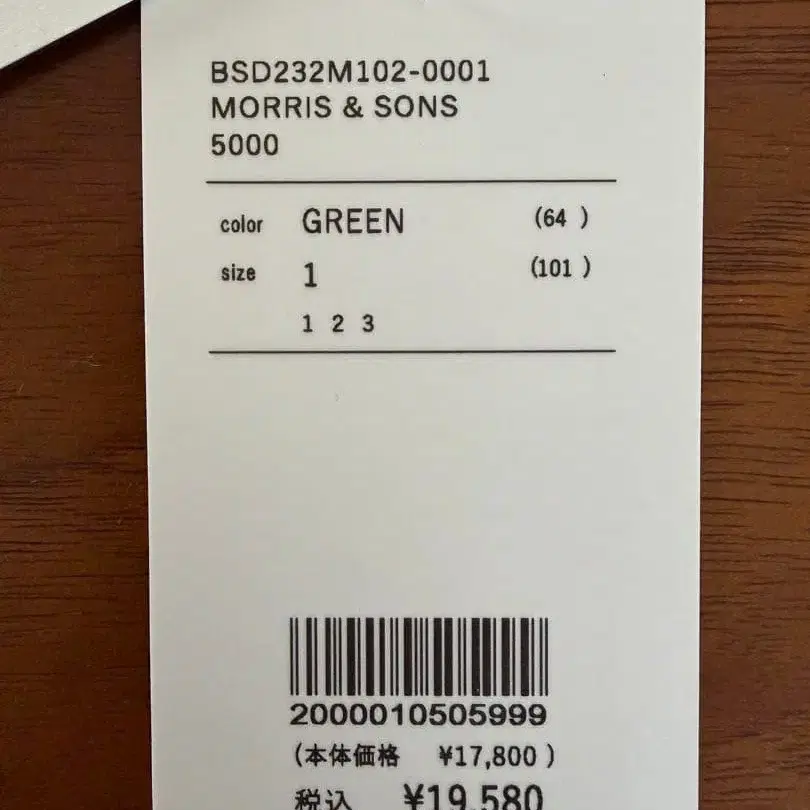 BSD232M102-0001
MORRIS & SONS
5000
color GREEN (64 )
size 1 (101 )
1 2 3
2000010505999
(本体価格 ¥17,800 )
税込 ¥19,580